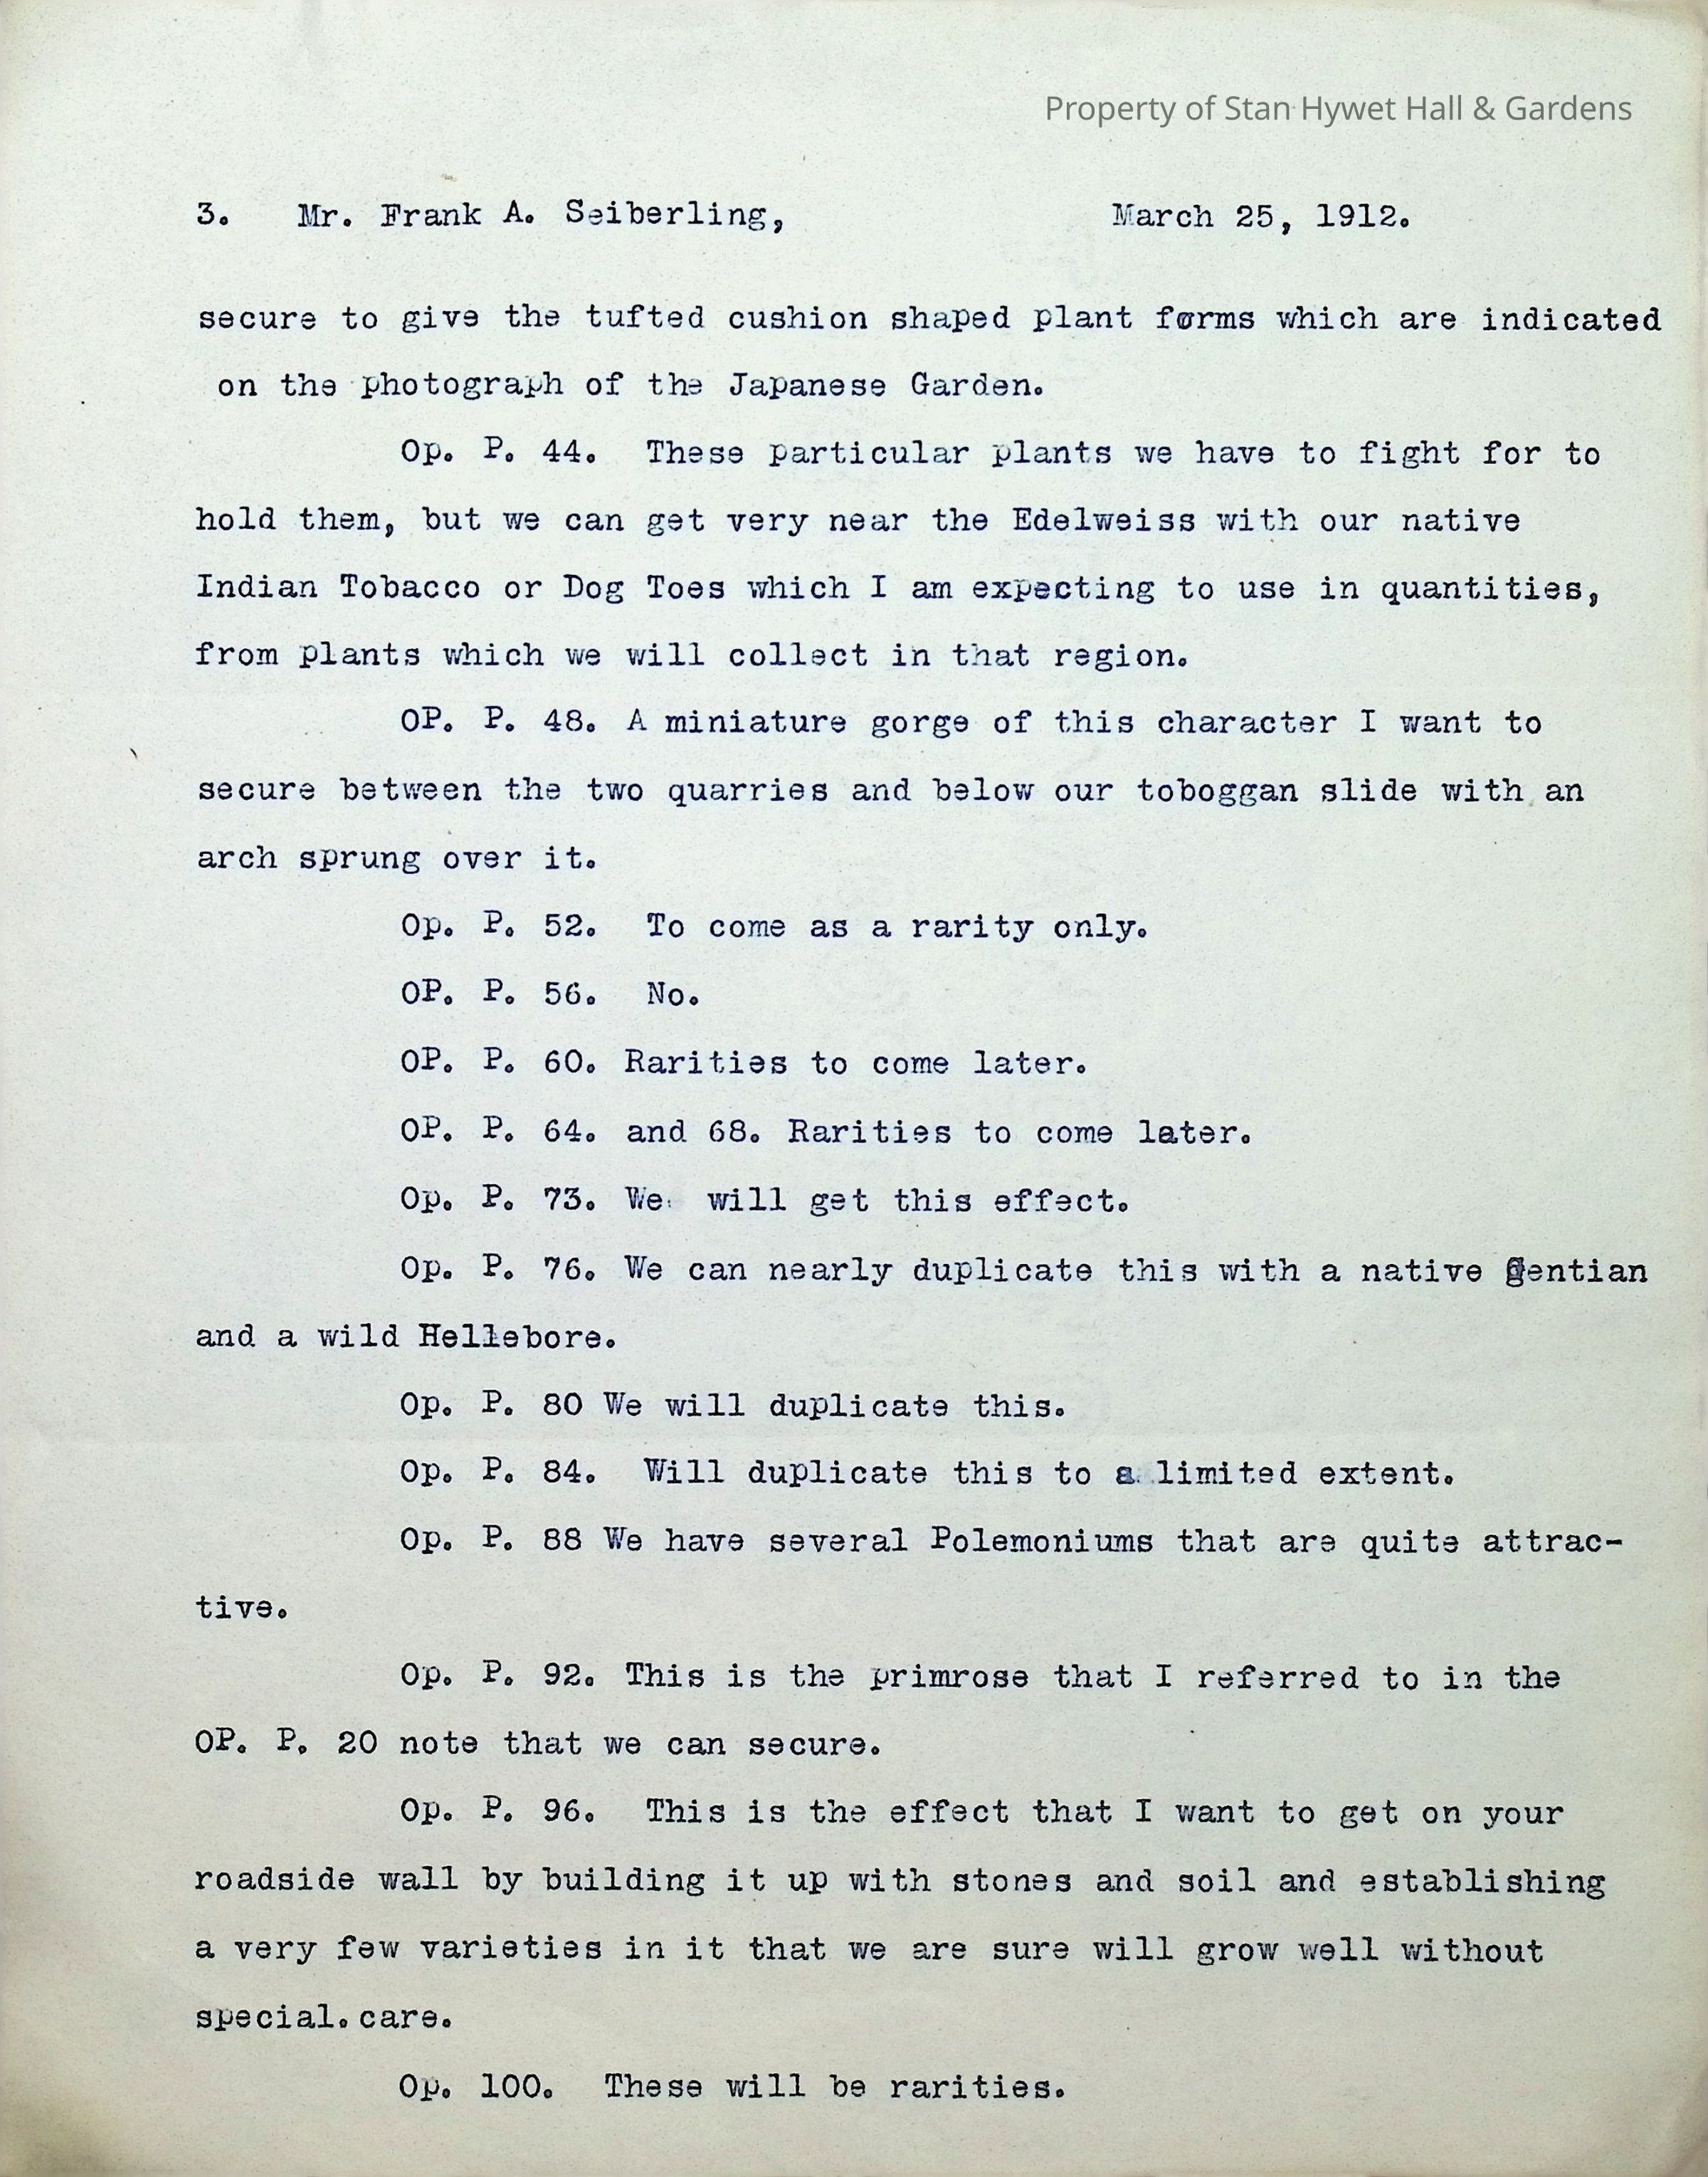 Property of Stan Hywet Hall & Gardens
3. Mr. Frank A. Seiberling, March 25, 1912.
secure to give the tufted cushion shaped plant forms which are indicated
on the photograph of the Japanese Garden.
Op. P. 44. These particular plants we have to fight for to
hold them, but we can get very near the Edelweiss with our native
Indian Tobacco or Dog Toes which I am expecting to use in quantities,
from plants which we will collect in that region.
OP. P. 48. A miniature gorge of this character I want to
secure between the two quarries and below our toboggan slide with an
arch sprung over it.
Op. P. 52. To come as a rarity only.
OP. P. 56. No.
OP. P. 60. Rarities to come later.
OP. P. 64. and 68. Rarities to come later.
Op. P. 73. We will get this effect.
Op. P. 76. We can nearly duplicate this with a native gentian
and a wild Hellebore.
Op. P. 80 We will duplicate this.
Op. P. 84. Will duplicate this to a limited extent.
Op. P. 88 We have several Polemoniums that are quite attrac-
tive.
Op. P. 92. This is the primrose that I referred to in the
OP. P. 20 note that we can secure.
Op. P. 96. This is the effect that I want to get on your
roadside wall by building it up with stones and soil and establishing
a very few varieties in it that we are sure will grow well without
special.care.
Op. 100. These will be rarities.